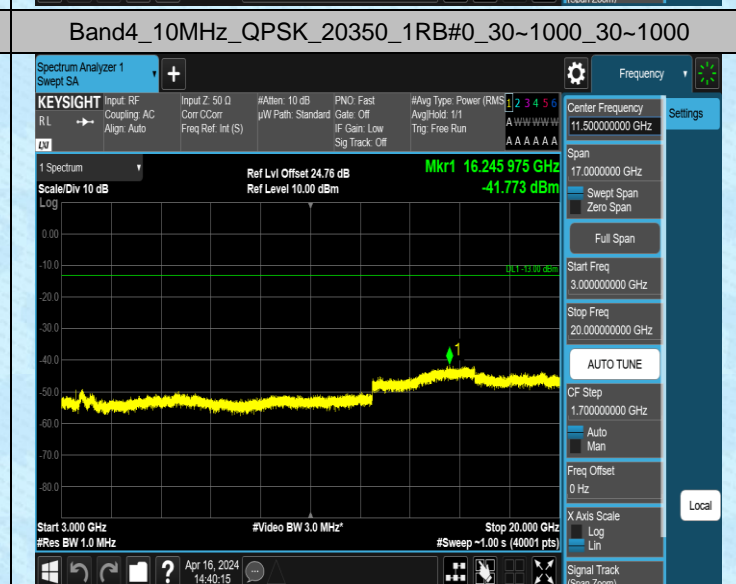 (Span Zoom)
Band4_10MHz_QPSK_20350_1RB#0_30~1000_30~1000
Spectrum Analyzer 1
Swept SA
Frequency
KEYSIGHT
RL
LXI
Input: RF
Coupling: AC
Align: Auto
Input Z: 50 Ω
Corr CCorr
Freq Ref: Int (S)
#Atten: 10 dB
µW Path: Standard
PNO: Fast
Gate: Off
IF Gain: Low
Sig Track: Off
#Avg Type: Power (RMS
Avg|Hold: 1/1
Trig: Free Run
1 2 3 4 5 6
A W W W W W
A A A A A A
1 Spectrum
Scale/Div 10 dB
Log
Ref Lvl Offset 24.76 dB
Ref Level 10.00 dBm
Mkr1 16.245 975 GHz
-41.773 dBm
0.00
-10.0
-20.0
-30.0
-40.0
-50.0
-60.0
-70.0
-80.0
DL1 -13.00 dBm
1
Start 3.000 GHz
#Res BW 1.0 MHz
#Video BW 3.0 MHz*
Stop 20.000 GHz
#Sweep ~1.00 s (40001 pts)
Center Frequency
11.500000000 GHz
Settings
Span
17.0000000 GHz
Swept Span
Zero Span
Full Span
Start Freq
3.000000000 GHz
Stop Freq
20.000000000 GHz
AUTO TUNE
CF Step
1.700000000 GHz
Auto
Man
Freq Offset
0 Hz
X Axis Scale
Log
Lin
Local
Signal Track
(Span Zoom)
?
Apr 16, 2024
14:40:15